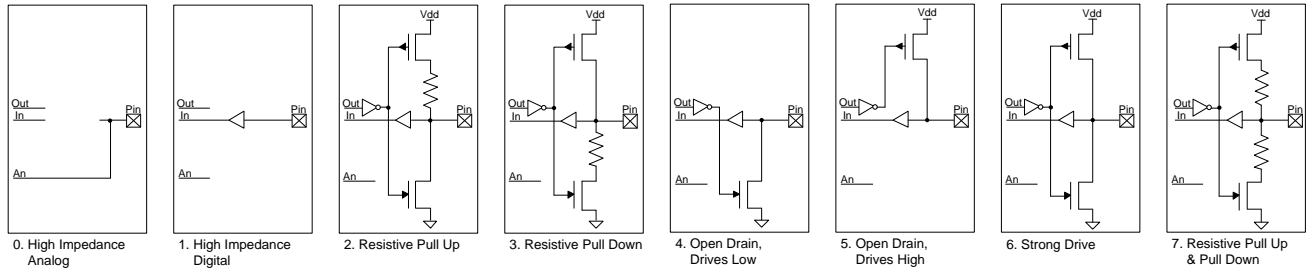 Vdd Vdd Vdd Vdd Vdd
Out Pin Out Pin Out Pin Out Pin Out Pin Out Pin Out Pin Out Pin
In In In In In In In In
An An An An An An An An
0. High Impedance Analog
1. High Impedance Digital
2. Resistive Pull Up
3. Resistive Pull Down
4. Open Drain, Drives Low
5. Open Drain, Drives High
6. Strong Drive
7. Resistive Pull Up & Pull Down